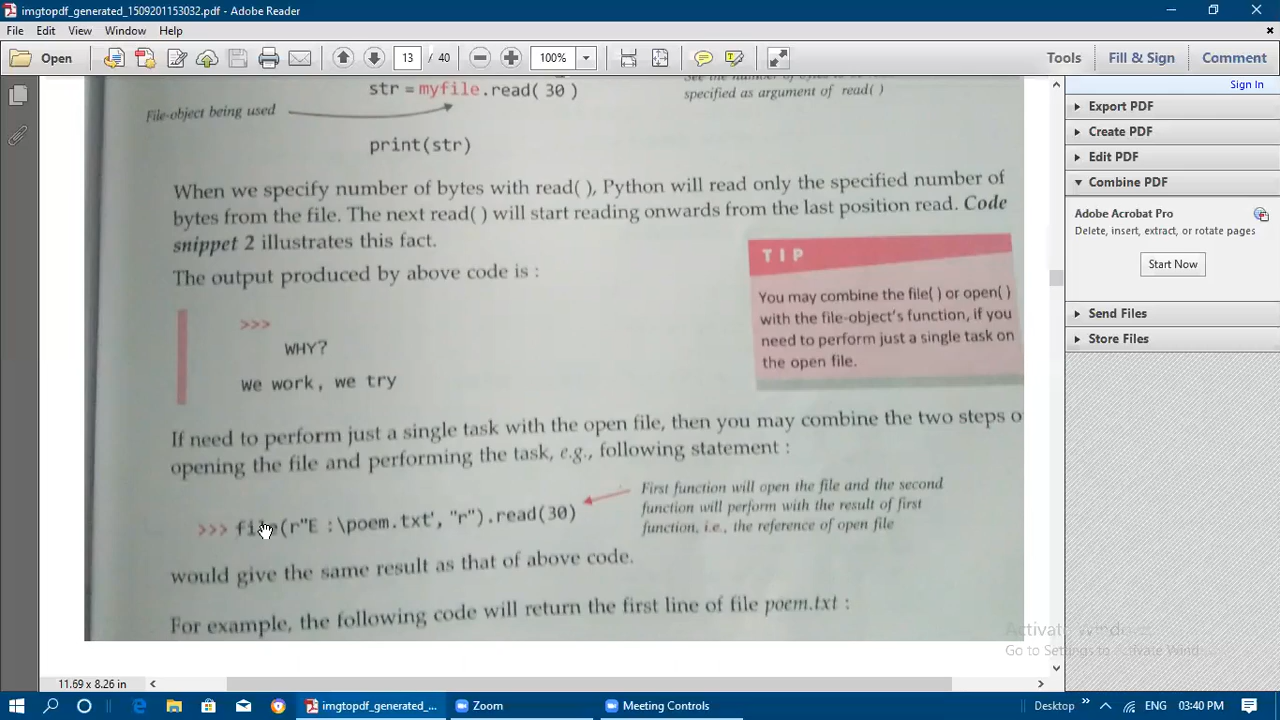 imgtopdf_generated_1509201153032.pdf - Adobe Reader
File Edit View Window Help
Open 13 / 40 100% Tools Fill & Sign Comment
Sign In
Export PDF
Create PDF
Edit PDF
Combine PDF
Adobe Acrobat Pro
Delete, insert, extract, or rotate pages
Start Now
Send Files
Store Files
str = myfile.read( 30 )
specified as argument of read( )
File-object being used
print(str)
When we specify number of bytes with read( ), Python will read only the specified number of
bytes from the file. The next read( ) will start reading onwards from the last position read. Code
snippet 2 illustrates this fact.
The output produced by above code is :
>>>
WHY?
we work, we try
TIP
You may combine the file( ) or open( )
with the file-object's function, if you
need to perform just a single task on
the open file.
If need to perform just a single task with the open file, then you may combine the two steps o
opening the file and performing the task, e.g., following statement :
>>> file(r"E :\poem.txt', "r").read(30)
First function will open the file and the second
function will perform with the result of first
function, i.e., the reference of open file
would give the same result as that of above code.
For example, the following code will return the first line of file poem.txt :
Activate Windows
Go to Settings to activate Wind
11.69 x 8.26 in
imgtopdf_generated_... Zoom Meeting Controls Desktop ENG 03:40 PM